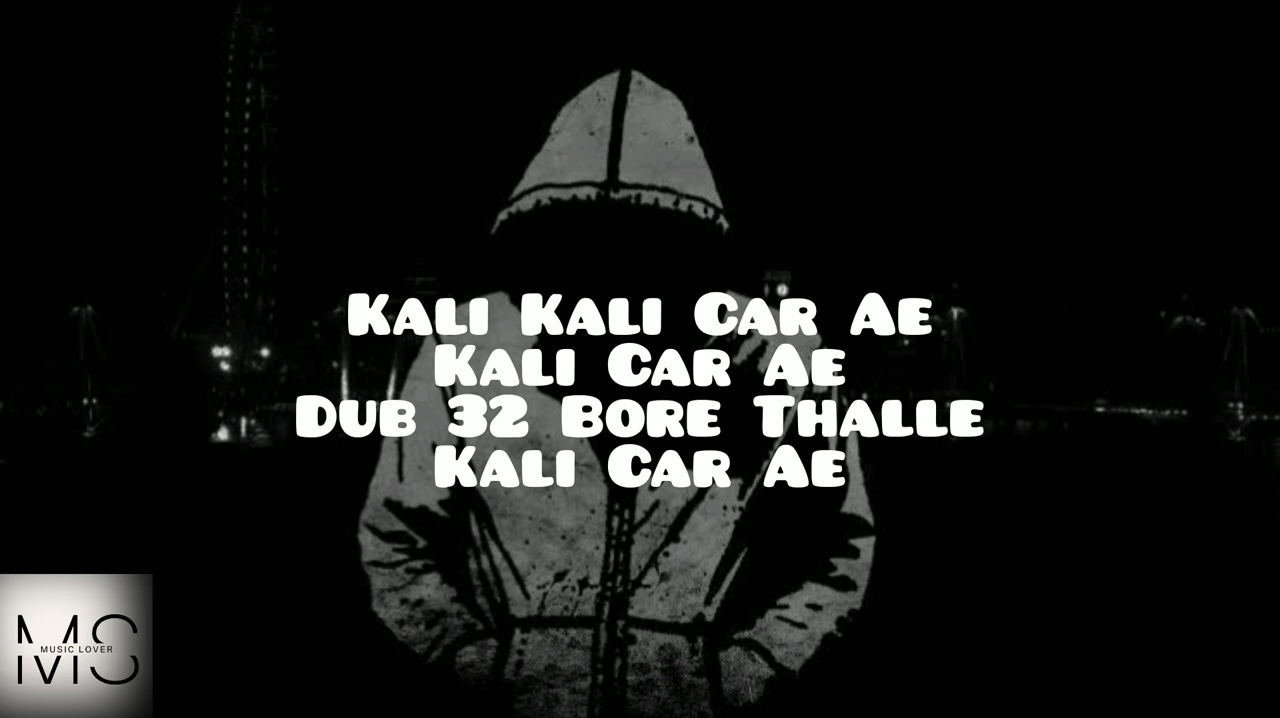 Kali Kali Car Ae
Kali Car Ae
Dub 32 Bore Thalle
Kali Car Ae
MS
MUSIC LOVER